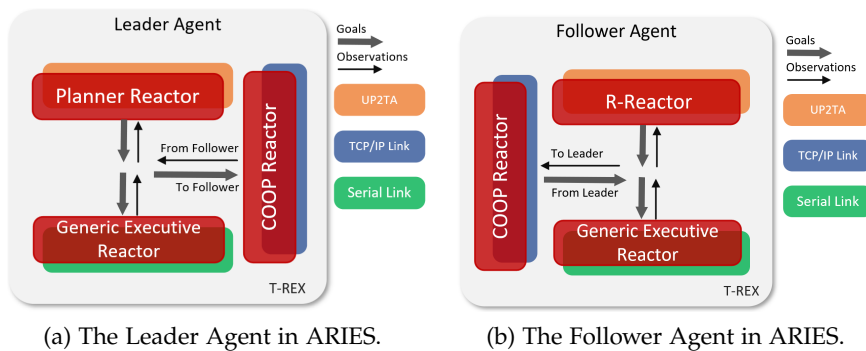 Leader Agent
Planner Reactor
From Follower
To Follower
COOP Reactor
Generic Executive
Reactor
T-REX
Goals
Observations
UP2TA
TCP/IP Link
Serial Link
(a) The Leader Agent in ARIES.
Follower Agent
R-Reactor
COOP Reactor
To Leader
From Leader
Generic Executive
Reactor
T-REX
Goals
Observations
UP2TA
TCP/IP Link
Serial Link
(b) The Follower Agent in ARIES.